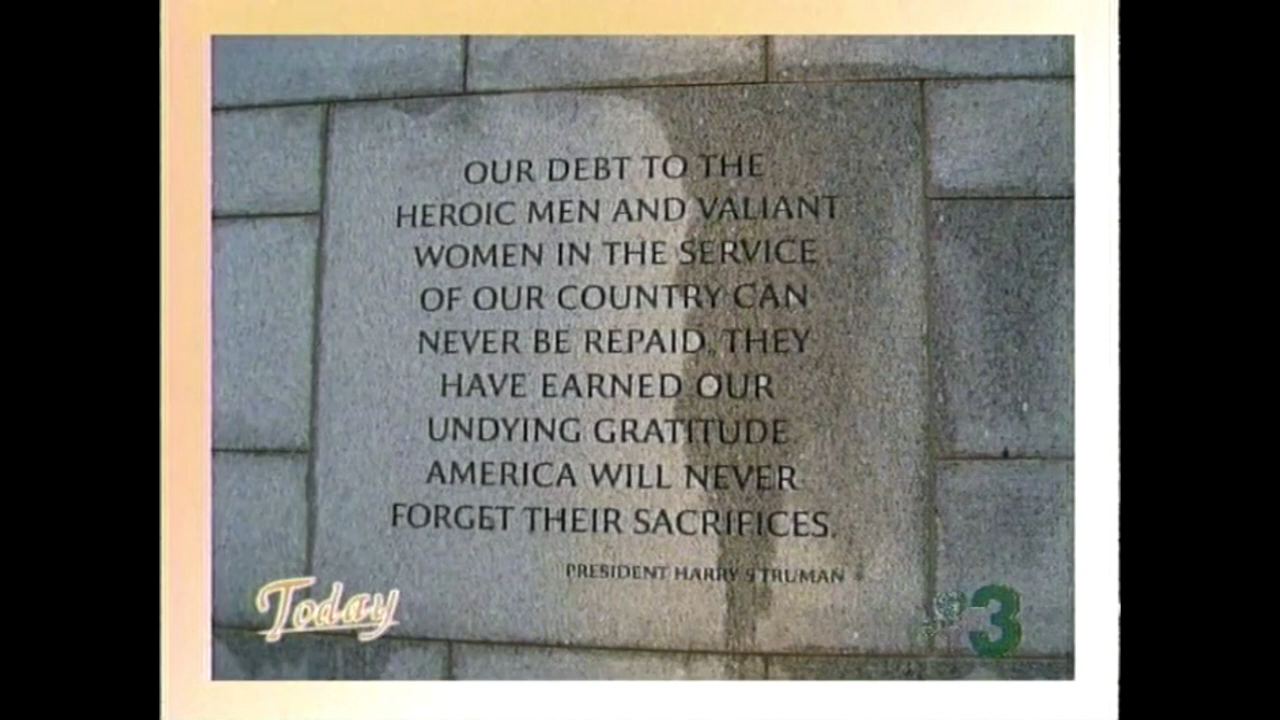 OUR DEBT TO THE
HEROIC MEN AND VALIANT
WOMEN IN THE SERVICE
OF OUR COUNTRY CAN
NEVER BE REPAID. THEY
HAVE EARNED OUR
UNDYING GRATITUDE
AMERICA WILL NEVER
FORGET THEIR SACRIFICES.
PRESIDENT HARRY S TRUMAN
Today
3